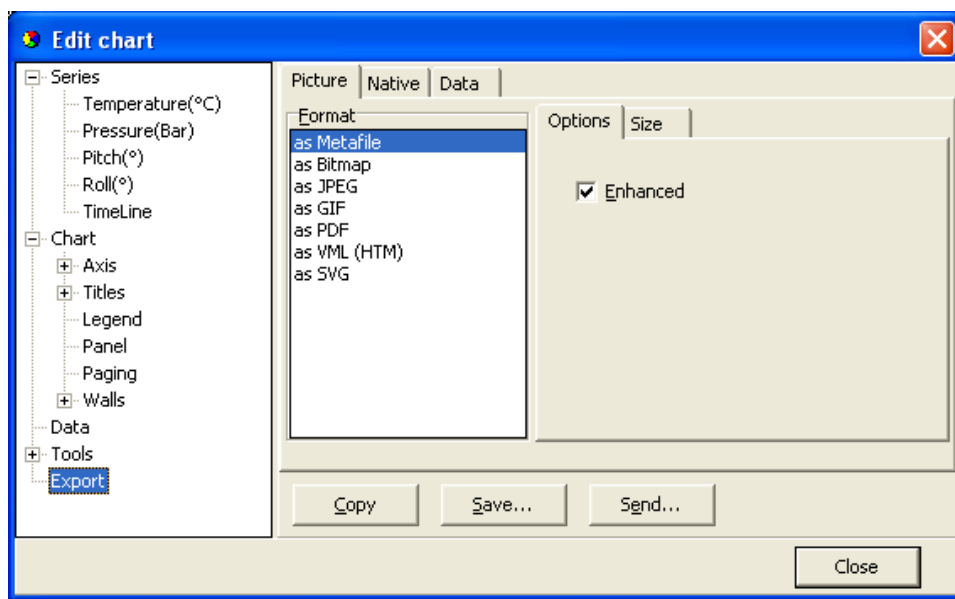 Edit chart
Series
Temperature(°C)
Pressure(Bar)
Pitch(°)
Roll(°)
TimeLine
Chart
Axis
Titles
Legend
Panel
Paging
Walls
Data
Tools
Export
Picture Native Data
Format
as Metafile
as Bitmap
as JPEG
as GIF
as PDF
as VML (HTM)
as SVG
Options Size
Enhanced
Copy Save... Send...
Close